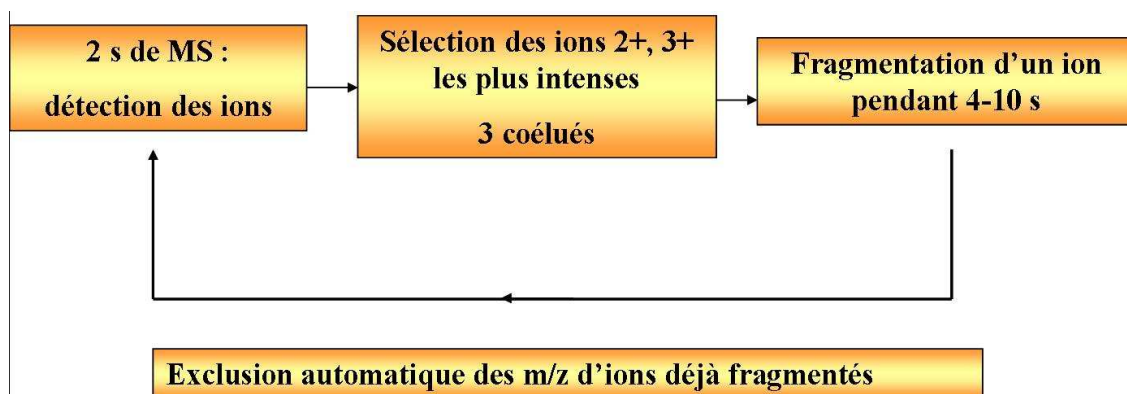 2 s de MS :
détection des ions
Sélection des ions 2+, 3+
les plus intenses
3 coélués
Fragmentation d’un ion
pendant 4-10 s
Exclusion automatique des m/z d’ions déjà fragmentés